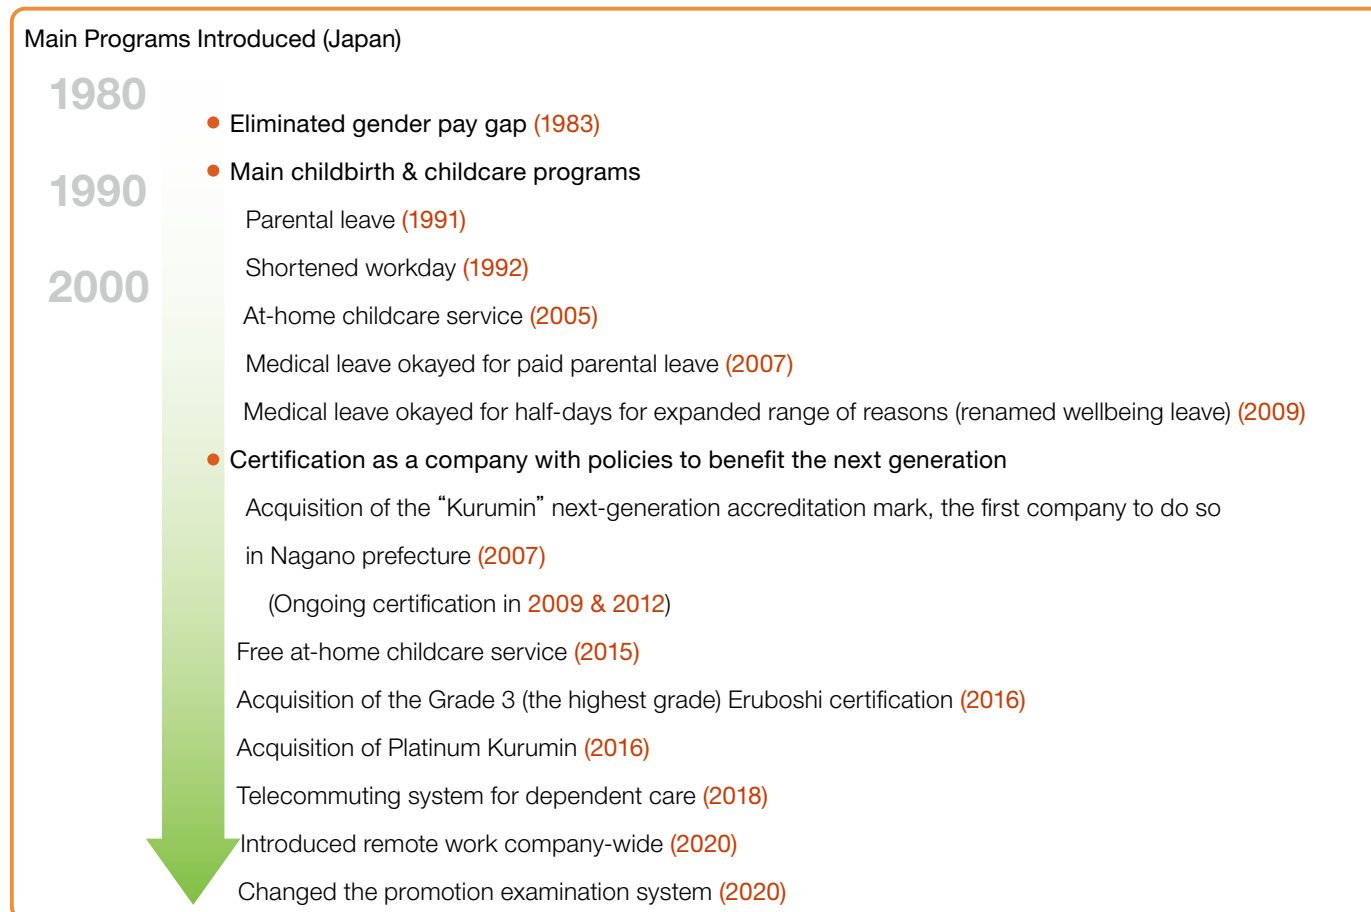 Main Programs Introduced (Japan)
1980
• Eliminated gender pay gap (1983)
• Main childbirth & childcare programs
1990
Parental leave (1991)
Shortened workday (1992)
2000
At-home childcare service (2005)
Medical leave okayed for paid parental leave (2007)
Medical leave okayed for half-days for expanded range of reasons (renamed wellbeing leave) (2009)
• Certification as a company with policies to benefit the next generation
Acquisition of the “Kurumin” next-generation accreditation mark, the first company to do so
in Nagano prefecture (2007)
(Ongoing certification in 2009 & 2012)
Free at-home childcare service (2015)
Acquisition of the Grade 3 (the highest grade) Eruboshi certification (2016)
Acquisition of Platinum Kurumin (2016)
Telecommuting system for dependent care (2018)
Introduced remote work company-wide (2020)
Changed the promotion examination system (2020)